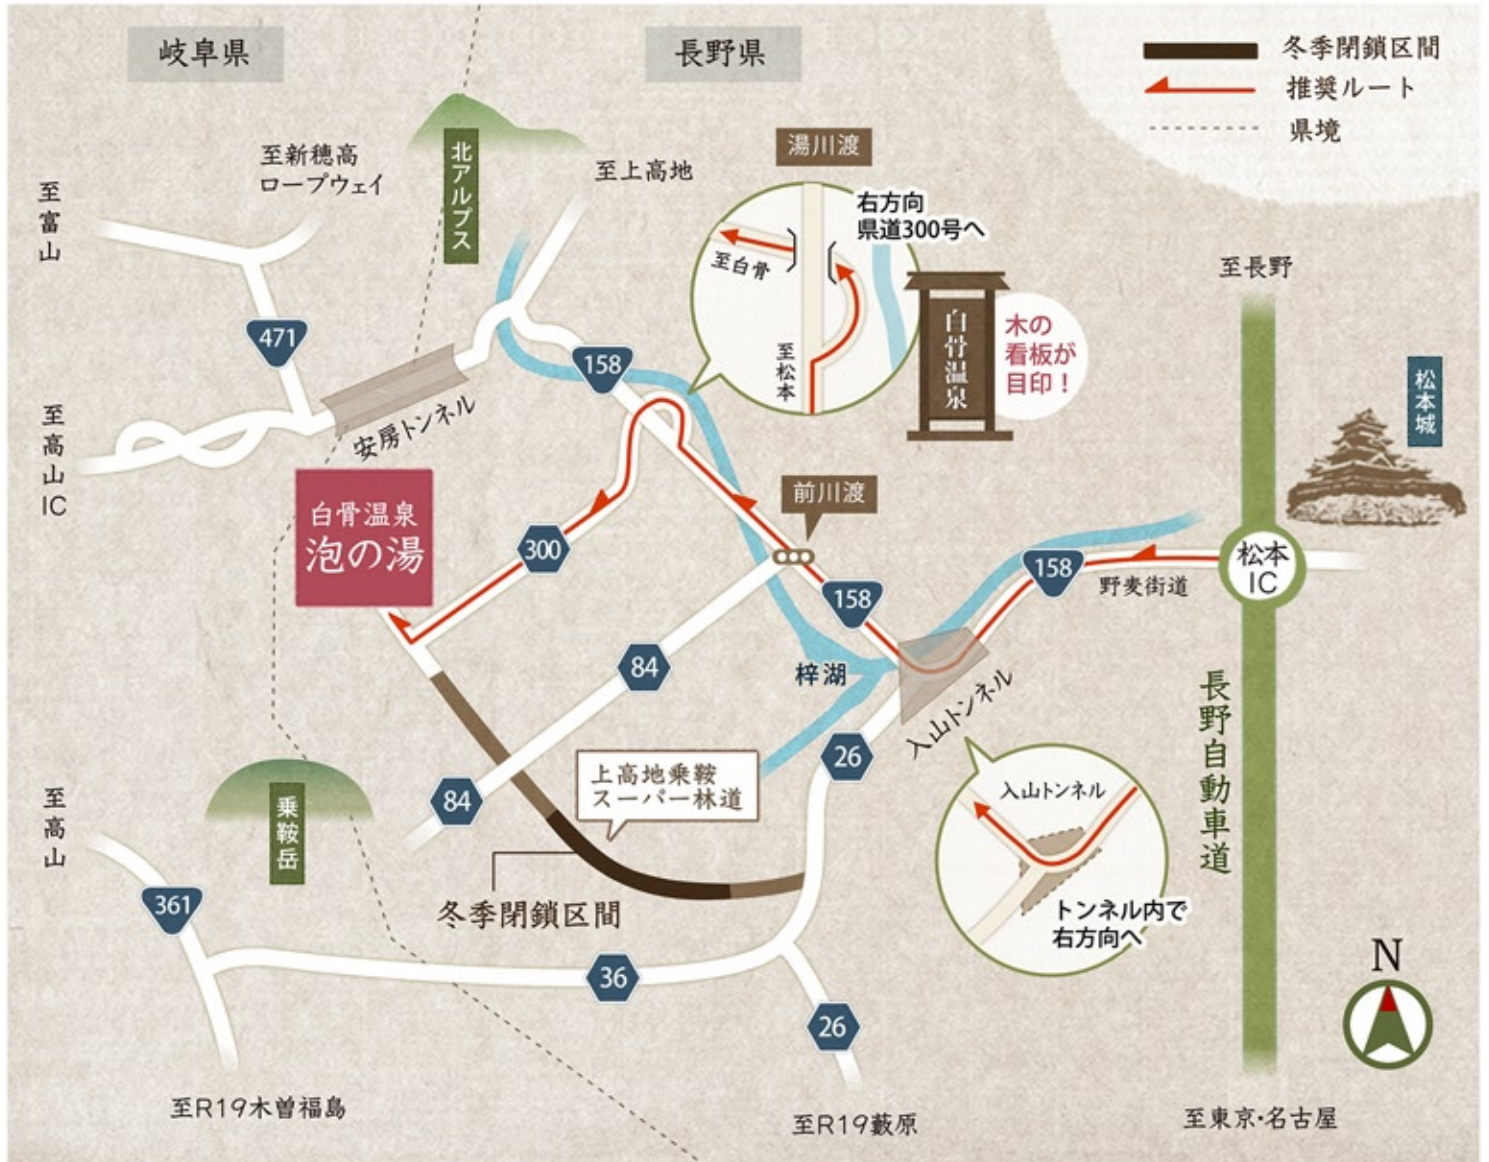 岐阜県
長野県
冬季閉鎖区間
推奨ルート
県境
至新穂高
ロープウェイ
至富山
北アルプス
至上高地
湯川渡
右方向
県道300号へ
至白骨
至松本
白骨温泉
木の
看板が
目印！
至長野
松本城
471
158
安房トンネル
至高山IC
白骨温泉
泡の湯
300
前川渡
158
158
野麦街道
松本
IC
84
梓湖
入山トンネル
長野自動車道
26
上高地乗鞍
スーパー林道
84
入山トンネル
トンネル内で
右方向へ
至高山
乗鞍岳
361
冬季閉鎖区間
36
26
N
至R19木曽福島
至R19藪原
至東京・名古屋